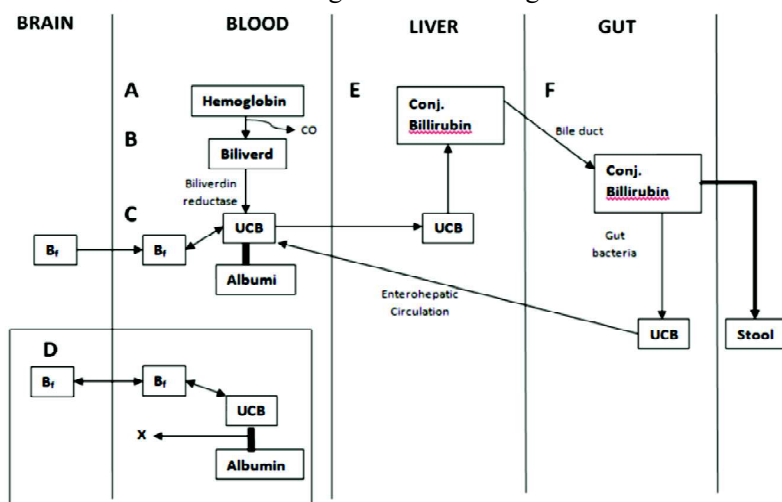 BRAIN
BLOOD
LIVER
GUT
A
Hemoglobin
CO
B
Biliverd
Biliverdin
reductase
C
Bf
Bf
UCB
Albumi
E
Conj.
Billirubin
UCB
Enterohepatic
Circulation
F
Bile duct
Conj.
Billirubin
Gut
bacteria
UCB
Stool
D
Bf
Bf
UCB
X
Albumin